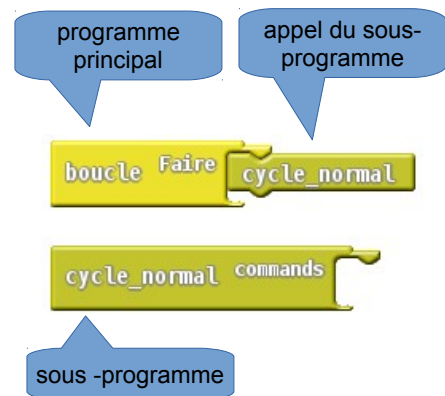 programme
principal
appel du sous-
programme
boucle Faire
cycle_normal
cycle_normal commands
sous -programme